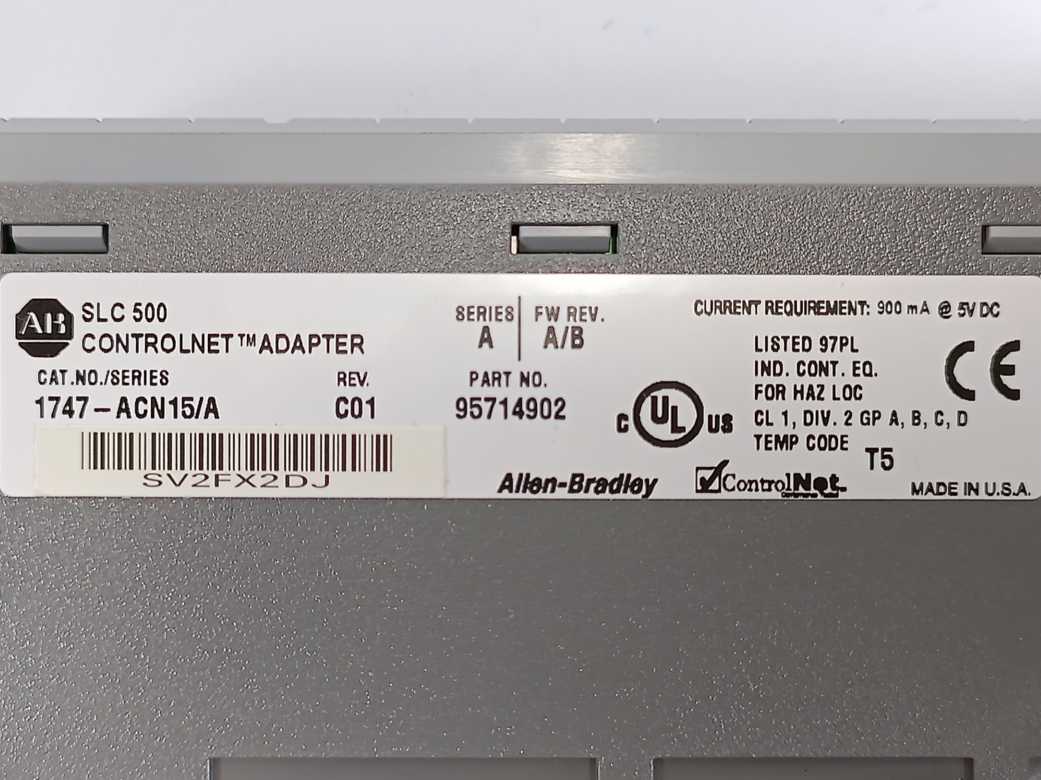 AB
SLC 500
CONTROLNET™ADAPTER
CAT.NO./SERIES
1747-ACN15/A
REV.
C01
SV2FX2DJ
SERIES
A
FW REV.
A/B
PART NO.
95714902
Allen-Bradley
CURRENT REQUIREMENT: 900 mA @ 5V DC
C UL US
LISTED 97PL
IND. CONT. EQ.
FOR HAZ LOC
CL 1, DIV. 2 GP A, B, C, D
TEMP CODE T5
CE
ControlNet
MADE IN U.S.A.